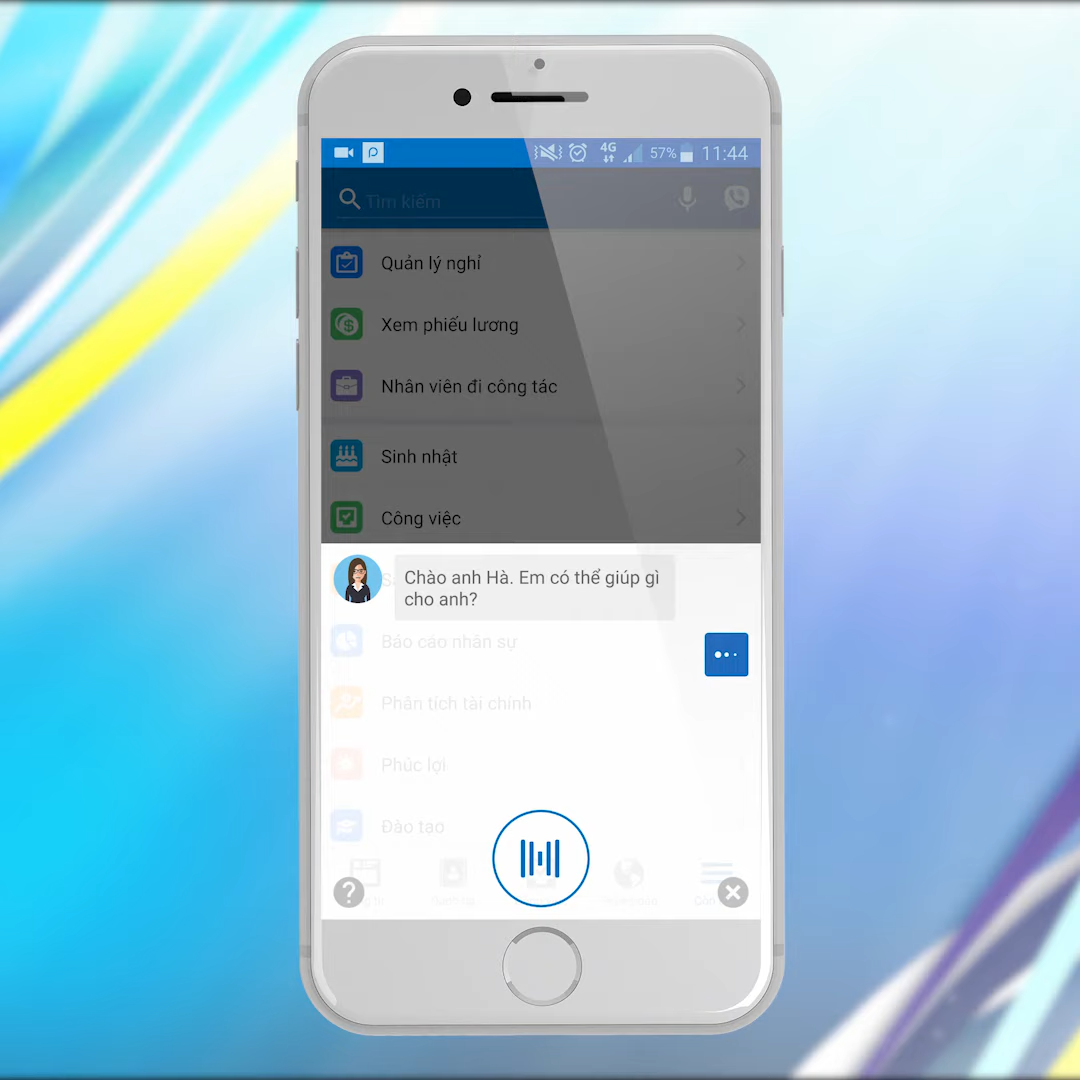 4G 57% 11:44
Tìm kiếm
Quản lý nghỉ
Xem phiếu lương
Nhân viên đi công tác
Sinh nhật
Công việc
Chào anh Hà. Em có thể giúp gì
cho anh?
Báo cáo nhân sự
Phân tích tài chính
Phúc lợi
Đào tạo